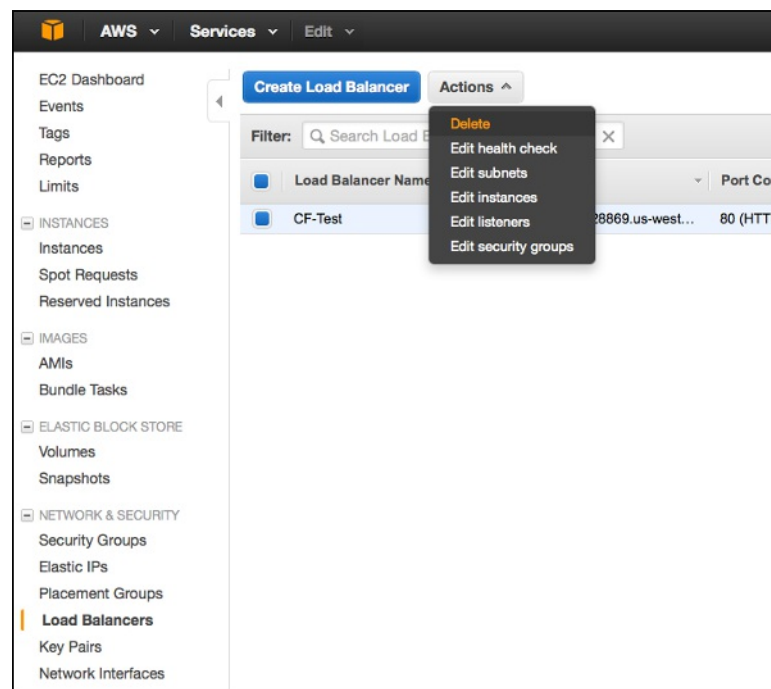 AWS Services Edit
EC2 Dashboard
Events
Tags
Reports
Limits
INSTANCES
Instances
Spot Requests
Reserved Instances
IMAGES
AMIs
Bundle Tasks
ELASTIC BLOCK STORE
Volumes
Snapshots
NETWORK & SECURITY
Security Groups
Elastic IPs
Placement Groups
Load Balancers
Key Pairs
Network Interfaces
Create Load Balancer Actions
Filter: Search Load
Delete
Edit health check
Edit subnets
Edit instances
Edit listeners
Edit security groups
Load Balancer Name Port Co
CF-Test 28869.us-west... 80 (HTT